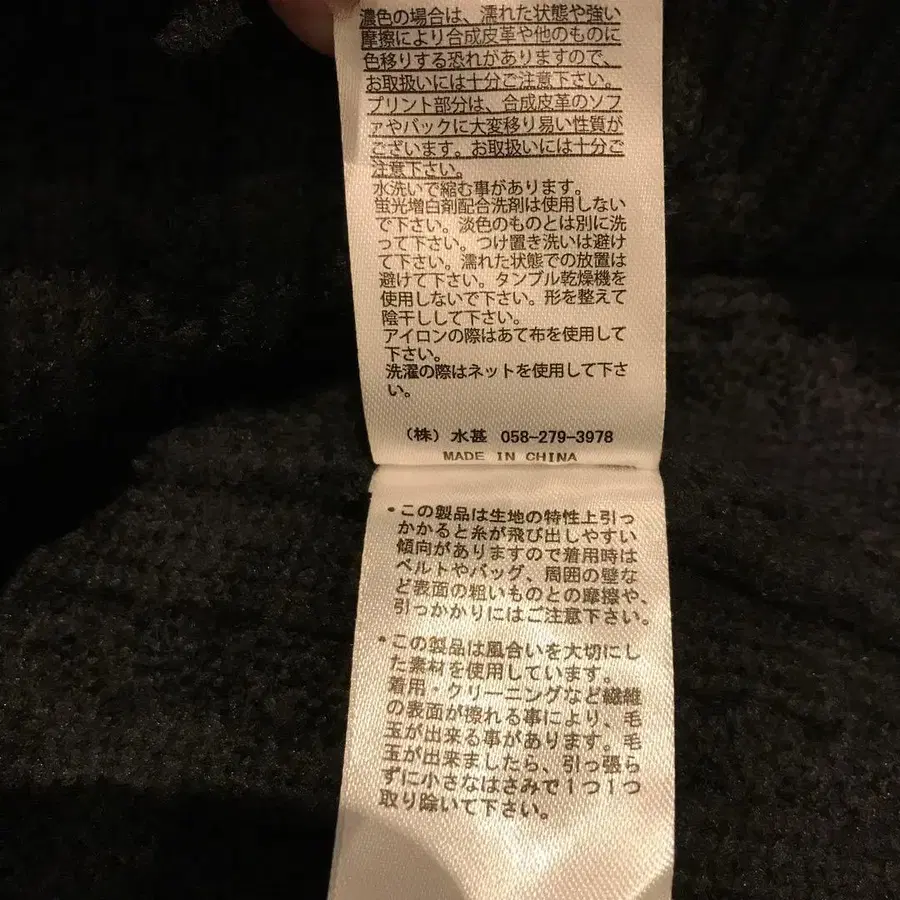 濃色の場合は、濡れた状態や強い
摩擦により合成皮革や他のものに
色移りする恐れがありますので、
お取扱いには十分ご注意下さい。
プリント部分は、合成皮革のソフ
ァやバックに大変移り易い性質が
ございます。お取扱いには十分ご
注意下さい。
水洗いで縮む事があります。
蛍光増白剤配合洗剤は使用しない
で下さい。淡色のものとは別に洗
って下さい。つけ置き洗いは避け
て下さい。濡れた状態での放置は
避けて下さい。タンブル乾燥機を
使用しないで下さい。形を整えて
陰干しして下さい。
アイロンの際はあて布を使用して
下さい。
洗濯の際はネットを使用して下さ
い。
(株) 水甚 058-279-3978
MADE IN CHINA
•この製品は生地の特性上引っ
かかると糸が飛び出しやすい
傾向がありますので着用時は
ベルトやバッグ、周囲の壁な
ど表面の粗いものとの摩擦や、
引っかかりにはご注意下さい。
•この製品は風合いを大切にし
た素材を使用しています。
着用・クリーニングなど繊維
の表面が擦れる事により、毛
玉が出来る事があります。毛
玉が出来ましたら、引っ張ら
ずに小さなはさみで1つ1つ
取り除いて下さい。